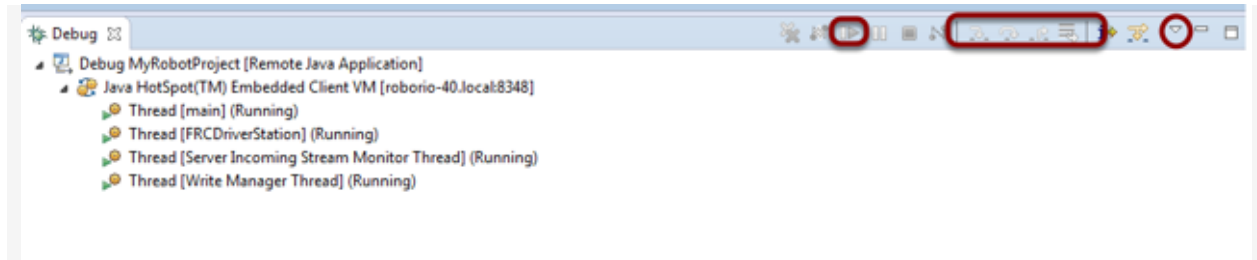 Debug
Debug MyRobotProject [Remote Java Application]
Java HotSpot(TM) Embedded Client VM [roborio-40.local:8348]
Thread [main] (Running)
Thread [FRCDriverStation] (Running)
Thread [Server Incoming Stream Monitor Thread] (Running)
Thread [Write Manager Thread] (Running)